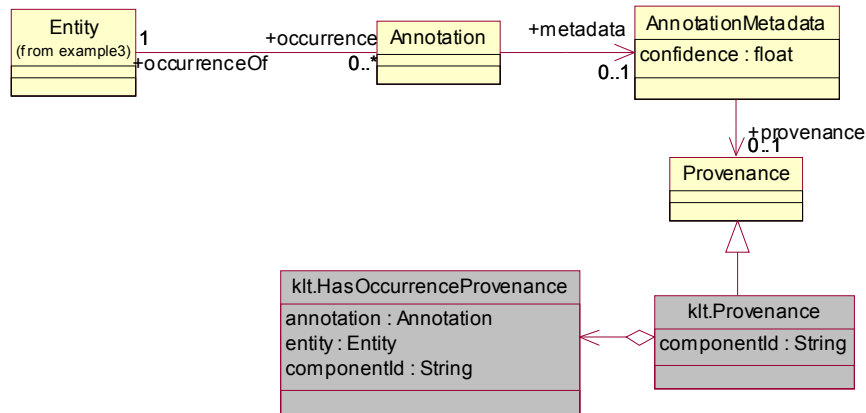 Entity
(from example3)
1
+occurrenceOf
+occurrence
0..*
Annotation
+metadata
0..1
AnnotationMetadata
confidence : float
+provenance
0..1
Provenance
klt.HasOccurrenceProvenance
annotation : Annotation
entity : Entity
componentId : String
klt.Provenance
componentId : String